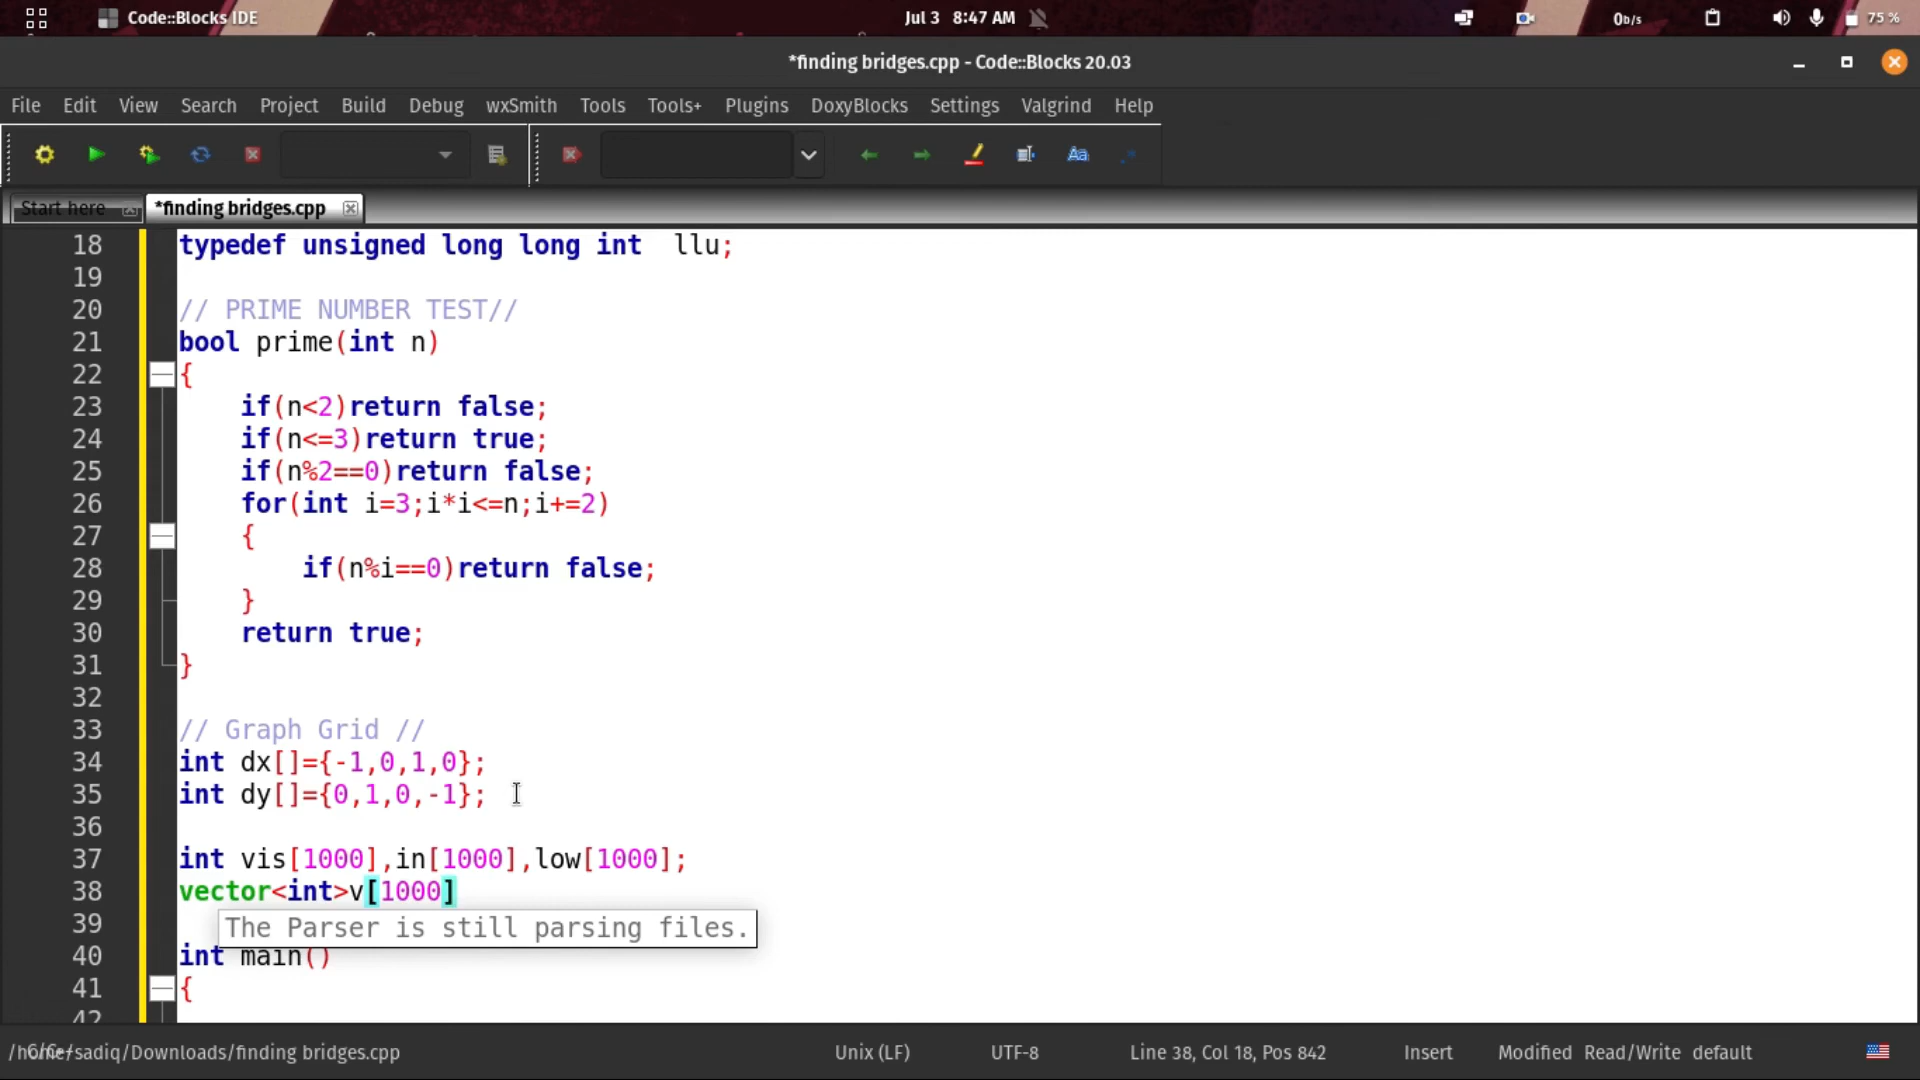 Code::Blocks IDE
Jul 3 8:47 AM
0b/s
75 %
*finding bridges.cpp - Code::Blocks 20.03
File Edit View Search Project Build Debug wxSmith Tools Tools+ Plugins DoxyBlocks Settings Valgrind Help
Start here
*finding bridges.cpp
18 typedef unsigned long long int  llu;
19
20 // PRIME NUMBER TEST//
21 bool prime(int n)
22 {
23     if(n<2)return false;
24     if(n<=3)return true;
25     if(n%2==0)return false;
26     for(int i=3;i*i<=n;i+=2)
27     {
28         if(n%i==0)return false;
29     }
30     return true;
31 }
32
33 // Graph Grid //
34 int dx[]={-1,0,1,0};
35 int dy[]={0,1,0,-1};
36
37 int vis[1000],in[1000],low[1000];
38 vector<int>v[1000]
39
The Parser is still parsing files.
40 int main()
41 {
42
/home/sadiq/Downloads/finding bridges.cpp Unix (LF) UTF-8 Line 38, Col 18, Pos 842 Insert Modified Read/Write default